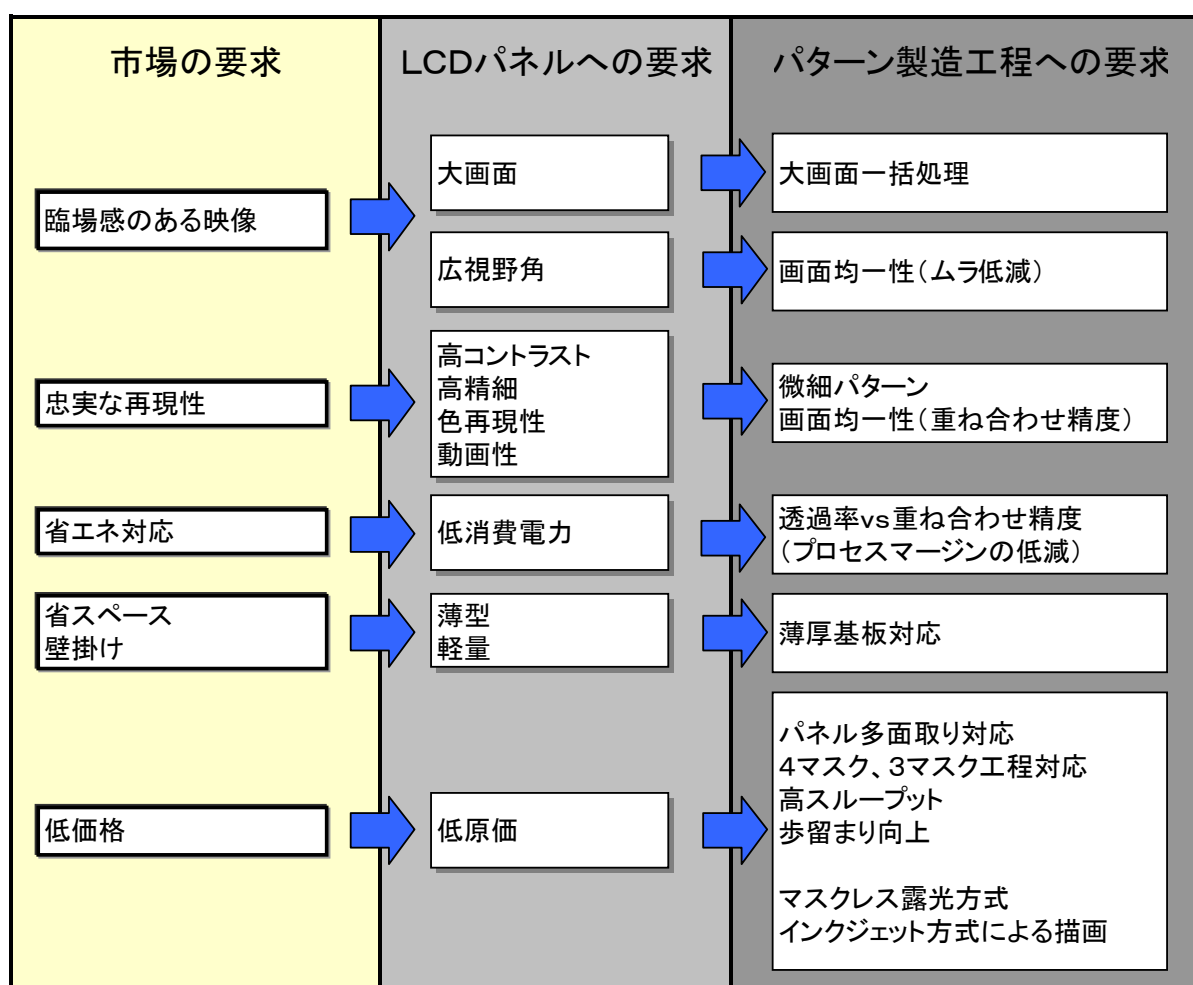 市場の要求
LCDパネルへの要求
パターン製造工程への要求
臨場感のある映像
大画面
大画面一括処理
広視野角
画面均一性(ムラ低減)
忠実な再現性
高コントラスト
高精細
色再現性
動画性
微細パターン
画面均一性(重ね合わせ精度)
省エネ対応
低消費電力
透過率vs重ね合わせ精度
(プロセスマージンの低減)
省スペース
壁掛け
薄型
軽量
薄厚基板対応
低価格
低原価
パネル多面取り対応
4マスク、3マスク工程対応
高スループット
歩留まり向上
マスクレス露光方式
インクジェット方式による描画